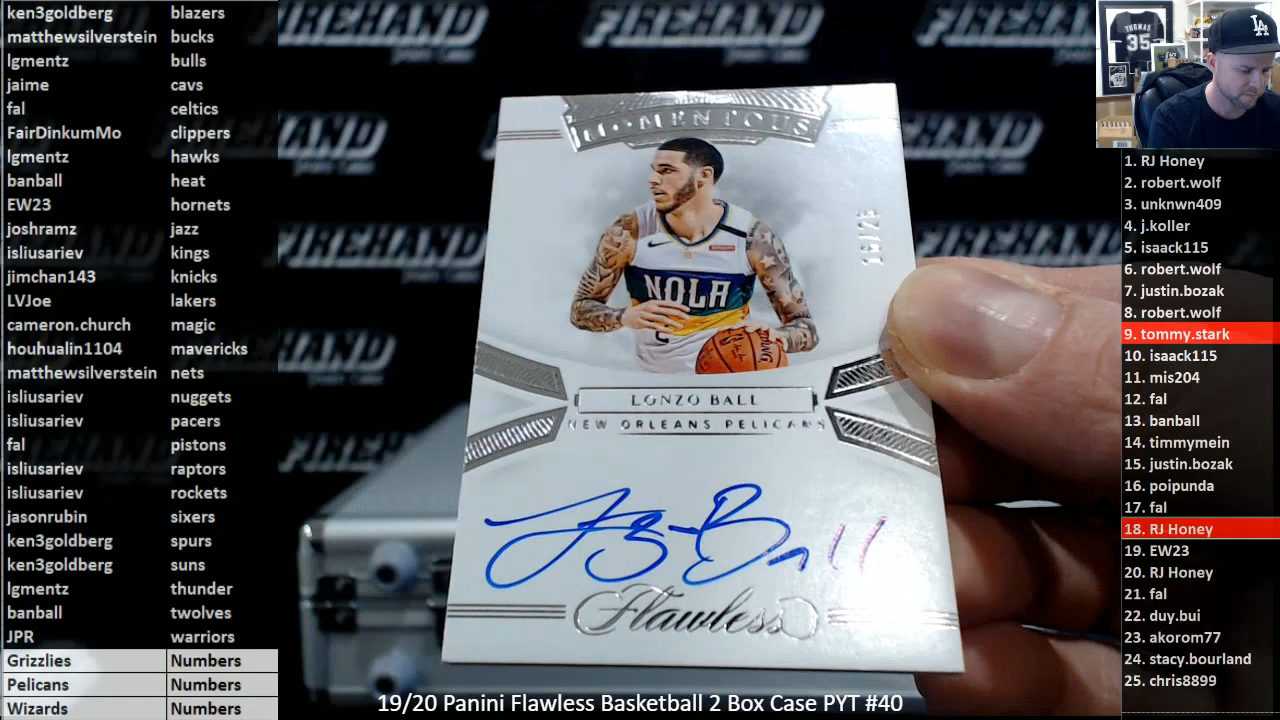 ken3goldberg blazers
matthewsilverstein bucks
lgmentz bulls
jaime cavs
fal celtics
FairDinkumMo clippers
lgmentz hawks
banball heat
EW23 hornets
joshramz jazz
isliusariev kings
jimchan143 knicks
LVJoe lakers
cameron.church magic
houhualin1104 mavericks
matthewsilverstein nets
isliusariev nuggets
isliusariev pacers
fal pistons
isliusariev raptors
isliusariev rockets
jasonrubin sixers
ken3goldberg spurs
ken3goldberg suns
lgmentz thunder
banball twolves
JPR warriors
Grizzlies Numbers
Pelicans Numbers
Wizards Numbers
FIREHAND
FIREHAND
FIREHAND
MOMENTOUS
NOLA
SPALDING
LONZO BALL
NEW ORLEANS PELICANS
Flawless
19/20 Panini Flawless Basketball 2 Box Case PYT #40
THOMAS
35
LA
1. RJ Honey
2. robert.wolf
3. unknwn409
4. j.koller
5. isaack115
6. robert.wolf
7. justin.bozak
8. robert.wolf
9. tommy.stark
10. isaack115
11. mis204
12. fal
13. banball
14. timmymein
15. justin.bozak
16. poipunda
17. fal
18. RJ Honey
19. EW23
20. RJ Honey
21. fal
22. duy.bui
23. akorom77
24. stacy.bourland
25. chris8899